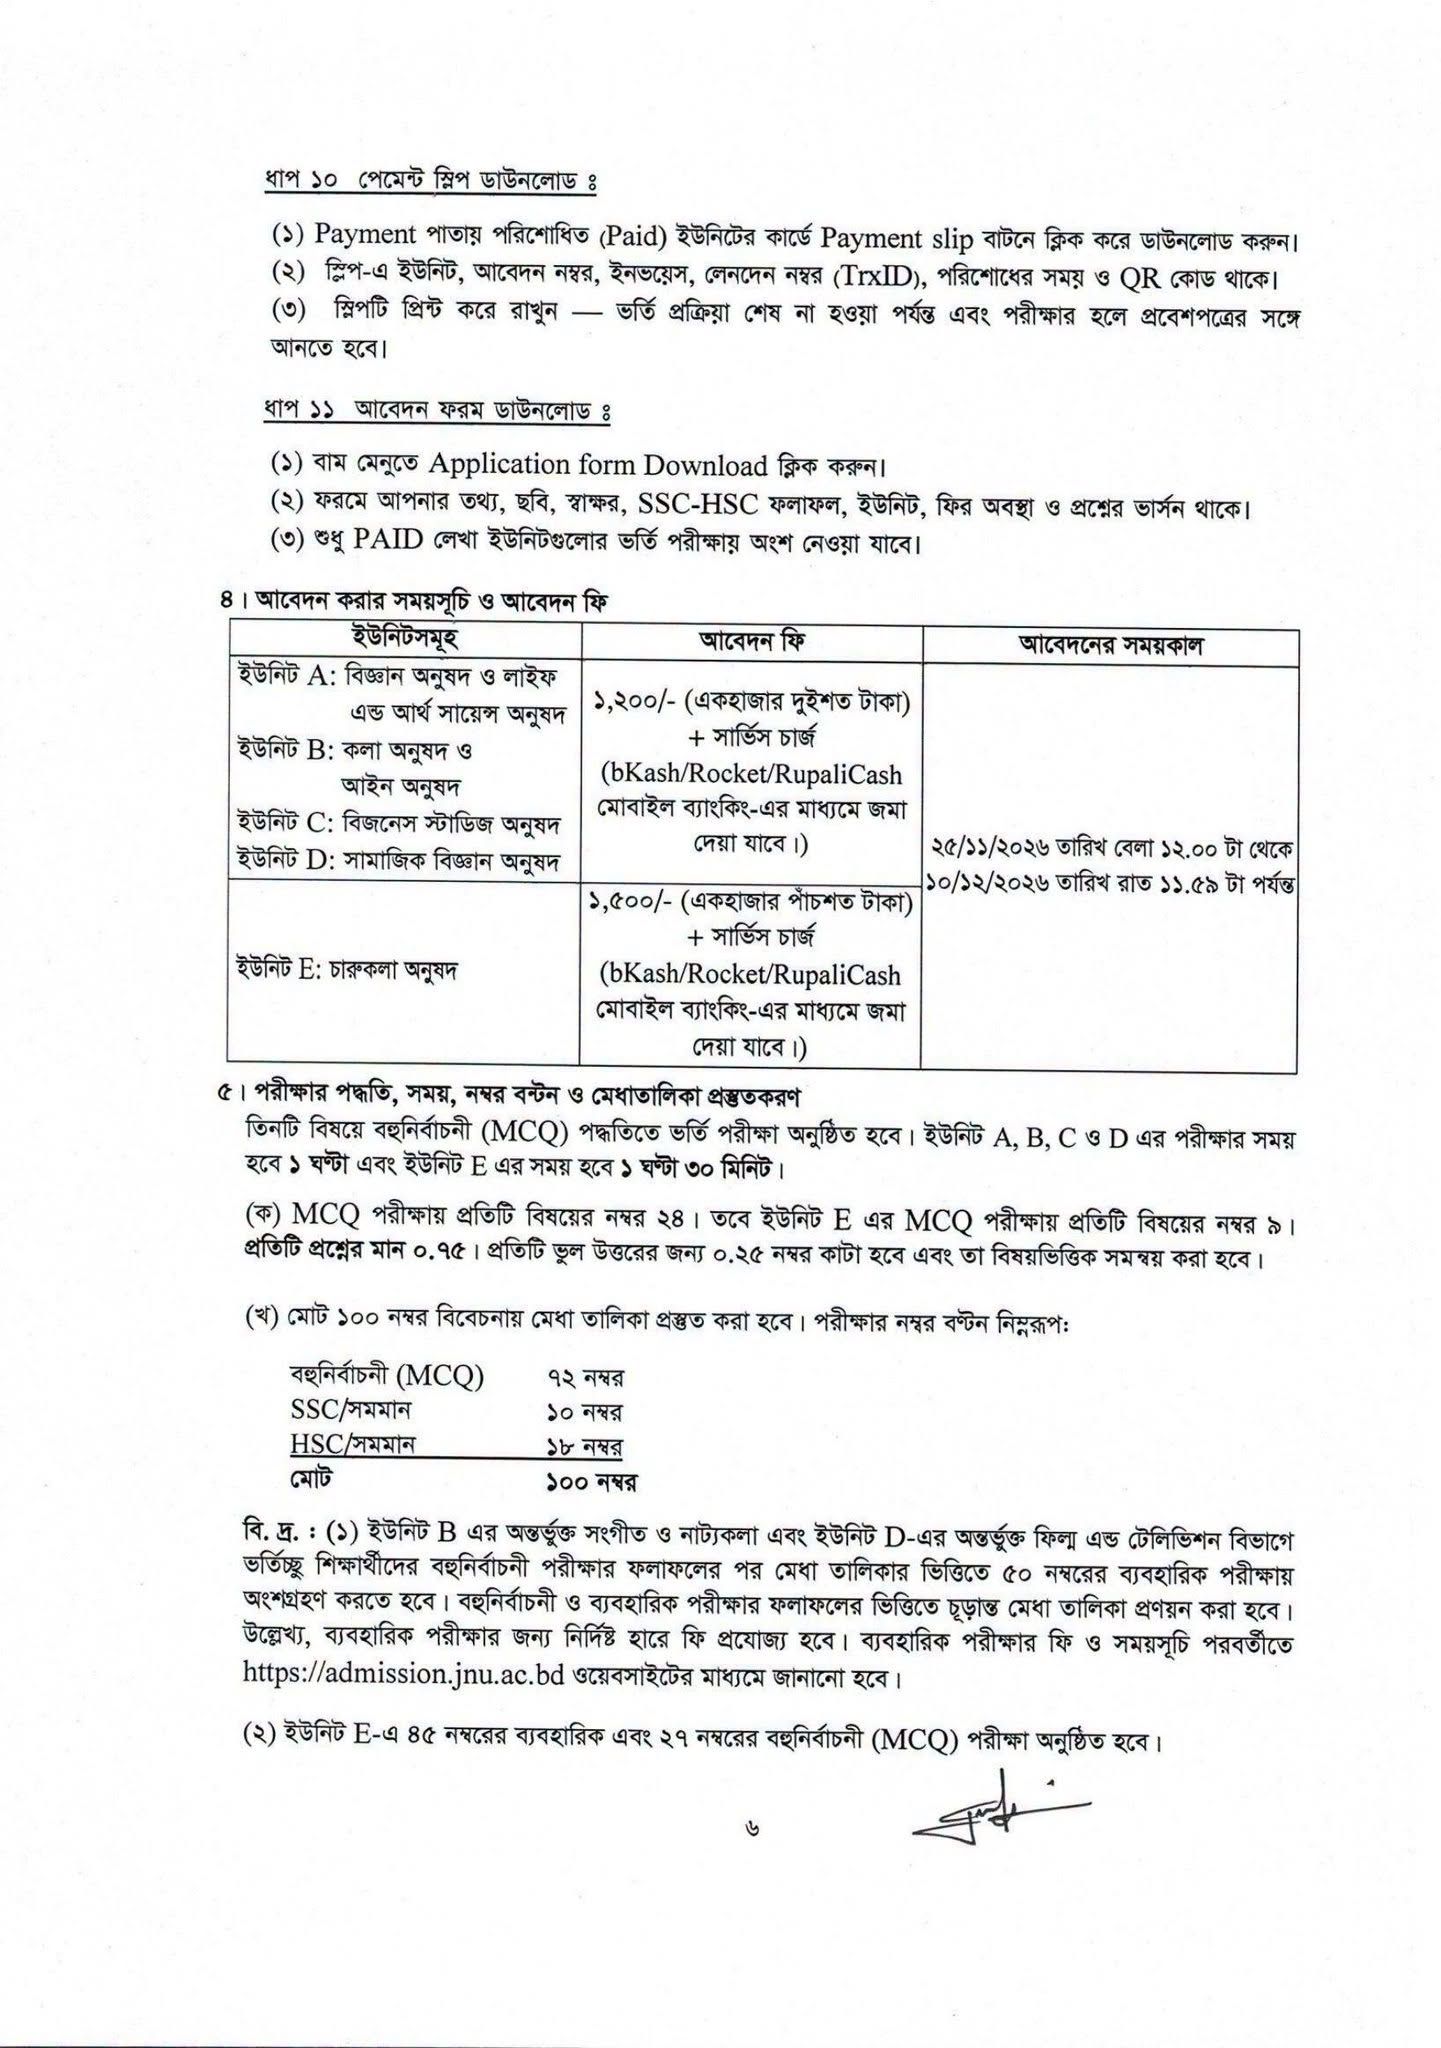 ধাপ ১০ পেমেন্ট স্লিপ ডাউনলোড ঃ
(১) Payment পাতায় পরিশোধিত (Paid) ইউনিটের কার্ডে Payment slip বাটনে ক্লিক করে ডাউনলোড করুন।
(২) স্লিপ-এ ইউনিট, আবেদন নম্বর, ইনভয়েস, লেনদেন নম্বর (TrxID), পরিশোধের সময় ও QR কোড থাকে।
(৩) স্লিপটি প্রিন্ট করে রাখুন — ভর্তি প্রক্রিয়া শেষ না হওয়া পর্যন্ত এবং পরীক্ষার হলে প্রবেশপত্রের সঙ্গে
আনতে হবে।
ধাপ ১১ আবেদন ফরম ডাউনলোড ঃ
(১) বাম মেনুতে Application form Download ক্লিক করুন।
(২) ফরমে আপনার তথ্য, ছবি, স্বাক্ষর, SSC-HSC ফলাফল, ইউনিট, ফির অবস্থা ও প্রশ্নের ভার্সন থাকে।
(৩) শুধু PAID লেখা ইউনিটগুলোর ভর্তি পরীক্ষায় অংশ নেওয়া যাবে।
৪। আবেদন করার সময়সূচি ও আবেদন ফি
ইউনিটসমূহ আবেদন ফি আবেদনের সময়কাল
ইউনিট A: বিজ্ঞান অনুষদ ও লাইফ
এন্ড আর্থ সায়েন্স অনুষদ
ইউনিট B: কলা অনুষদ ও
আইন অনুষদ
ইউনিট C: বিজনেস স্টাডিজ অনুষদ
ইউনিট D: সামাজিক বিজ্ঞান অনুষদ
১,২০০/- (একহাজার দুইশত টাকা)
+ সার্ভিস চার্জ
(bKash/Rocket/RupaliCash
মোবাইল ব্যাংকিং-এর মাধ্যমে জমা
দেয়া যাবে।)
২৫/১১/২০২৬ তারিখ বেলা ১২.০০ টা থেকে
১০/১২/২০২৬ তারিখ রাত ১১.৫৯ টা পর্যন্ত
ইউনিট E: চারুকলা অনুষদ
১,৫০০/- (একহাজার পাঁচশত টাকা)
+ সার্ভিস চার্জ
(bKash/Rocket/RupaliCash
মোবাইল ব্যাংকিং-এর মাধ্যমে জমা
দেয়া যাবে।)
৫। পরীক্ষার পদ্ধতি, সময়, নম্বর বন্টন ও মেধাতালিকা প্রস্তুতকরণ
তিনটি বিষয়ে বহুনির্বাচনী (MCQ) পদ্ধতিতে ভর্তি পরীক্ষা অনুষ্ঠিত হবে। ইউনিট A, B, C ও D এর পরীক্ষার সময়
হবে ১ ঘণ্টা এবং ইউনিট E এর সময় হবে ১ ঘণ্টা ৩০ মিনিট।
(ক) MCQ পরীক্ষায় প্রতিটি বিষয়ের নম্বর ২৪। তবে ইউনিট E এর MCQ পরীক্ষায় প্রতিটি বিষয়ের নম্বর ৯।
প্রতিটি প্রশ্নের মান ০.৭৫। প্রতিটি ভুল উত্তরের জন্য ০.২৫ নম্বর কাটা হবে এবং তা বিষয়ভিত্তিক সমন্বয় করা হবে।
(খ) মোট ১০০ নম্বর বিবেচনায় মেধা তালিকা প্রস্তুত করা হবে। পরীক্ষার নম্বর বণ্টন নিম্নরূপ:
বহুনির্বাচনী (MCQ) ৭২ নম্বর
SSC/সমমান ১০ নম্বর
HSC/সমমান ১৮ নম্বর
মোট ১০০ নম্বর
বি. দ্র. : (১) ইউনিট B এর অন্তর্ভুক্ত সংগীত ও নাট্যকলা এবং ইউনিট D-এর অন্তর্ভুক্ত ফিল্ম এন্ড টেলিভিশন বিভাগে
ভর্তিচ্ছু শিক্ষার্থীদের বহুনির্বাচনী পরীক্ষার ফলাফলের পর মেধা তালিকার ভিত্তিতে ৫০ নম্বরের ব্যবহারিক পরীক্ষায়
অংশগ্রহণ করতে হবে। বহুনির্বাচনী ও ব্যবহারিক পরীক্ষার ফলাফলের ভিত্তিতে চূড়ান্ত মেধা তালিকা প্রণয়ন করা হবে।
উল্লেখ্য, ব্যবহারিক পরীক্ষার জন্য নির্দিষ্ট হারে ফি প্রযোজ্য হবে। ব্যবহারিক পরীক্ষার ফি ও সময়সূচি পরবর্তীতে
https://admission.jnu.ac.bd ওয়েবসাইটের মাধ্যমে জানানো হবে।
(২) ইউনিট E-এ ৪৫ নম্বরের ব্যবহারিক এবং ২৭ নম্বরের বহুনির্বাচনী (MCQ) পরীক্ষা অনুষ্ঠিত হবে।
৬